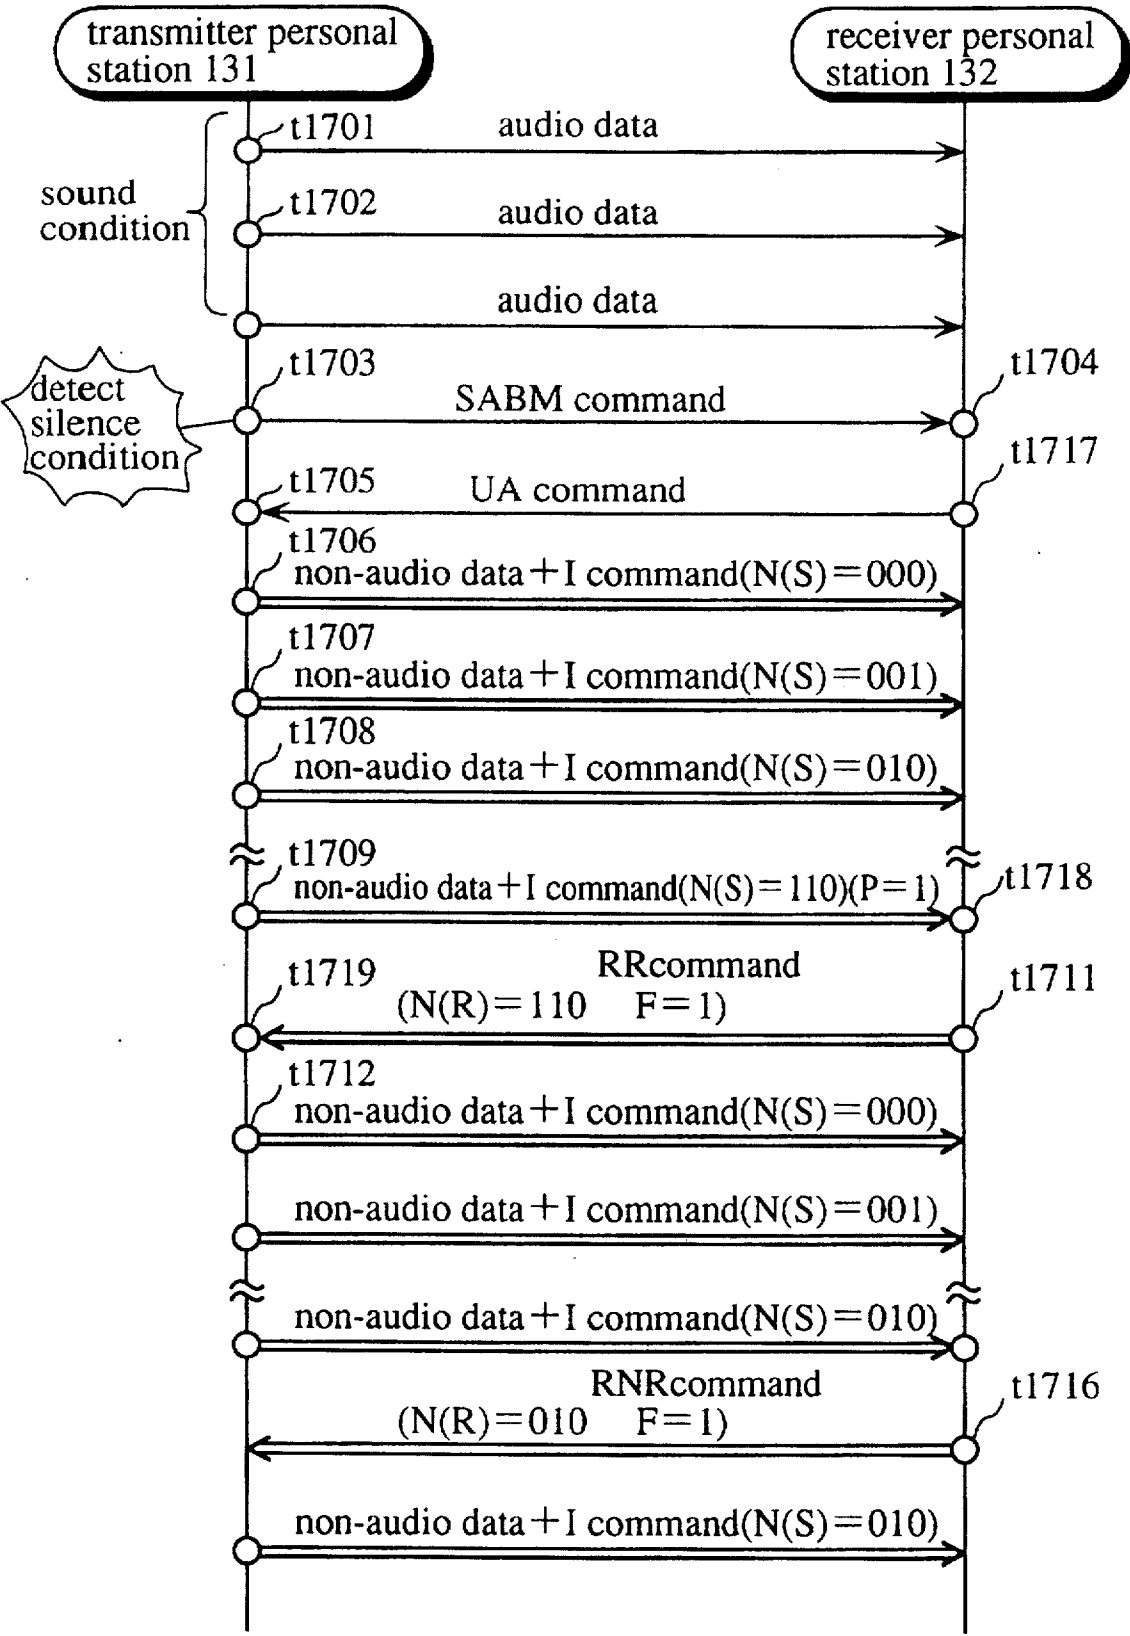 transmitter personal
station 131
receiver personal
station 132
t1701
audio data
sound
condition
t1702
audio data
audio data
t1703
t1704
detect
silence
condition
SABM command
t1717
t1705
UA command
t1706
non-audio data+I command(N(S)=000)
t1707
non-audio data+I command(N(S)=001)
t1708
non-audio data+I command(N(S)=010)
t1709
non-audio data+I command(N(S)=110)(P=1)
t1718
RRcommand
t1719
(N(R)=110 F=1)
t1711
t1712
non-audio data+I command(N(S)=000)
non-audio data+I command(N(S)=001)
non-audio data+I command(N(S)=010)
RNRcommand
t1716
(N(R)=010 F=1)
non-audio data+I command(N(S)=010)